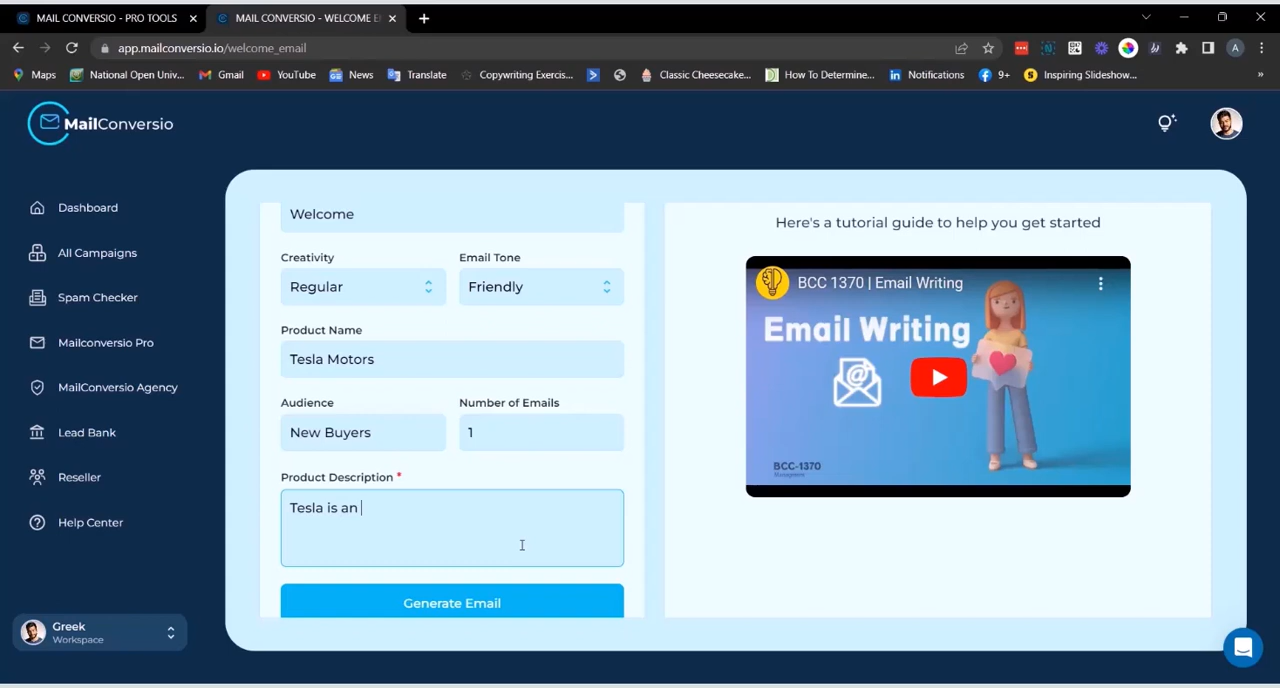 MAIL CONVERSIO - PRO TOOLS
MAIL CONVERSIO - WELCOME E
app.mailconversio.io/welcome_email
A
Maps
National Open Univ...
Gmail
YouTube
News
Translate
Copywriting Exercis...
Classic Cheesecake...
How To Determine...
Notifications
9+
Inspiring Slideshow...
»
MailConversio
Dashboard
All Campaigns
Spam Checker
Mailconversio Pro
MailConversio Agency
Lead Bank
Reseller
Help Center
Greek
Workspace
Welcome
Creativity
Email Tone
Regular
Friendly
Product Name
Tesla Motors
Audience
Number of Emails
New Buyers
1
Product Description *
Tesla is an
Generate Email
Here's a tutorial guide to help you get started
BCC 1370 | Email Writing
Email Writing
BCC-1370